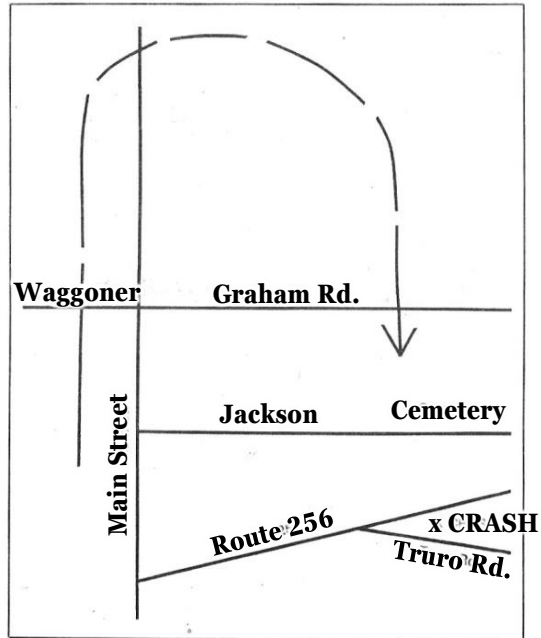 Waggoner Graham Rd.
Main Street
Jackson Cemetery
Route 256
x CRASH
Truro Rd.